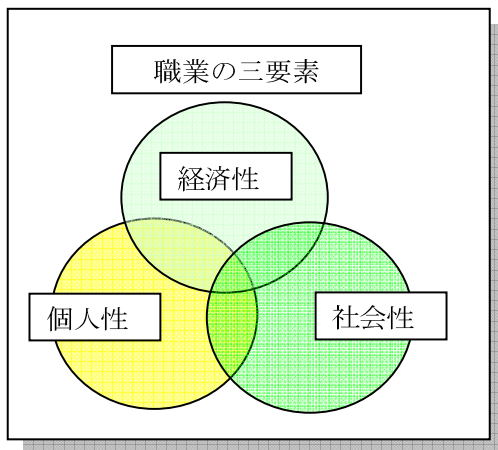 職業の三要素
経済性
個人性
社会性